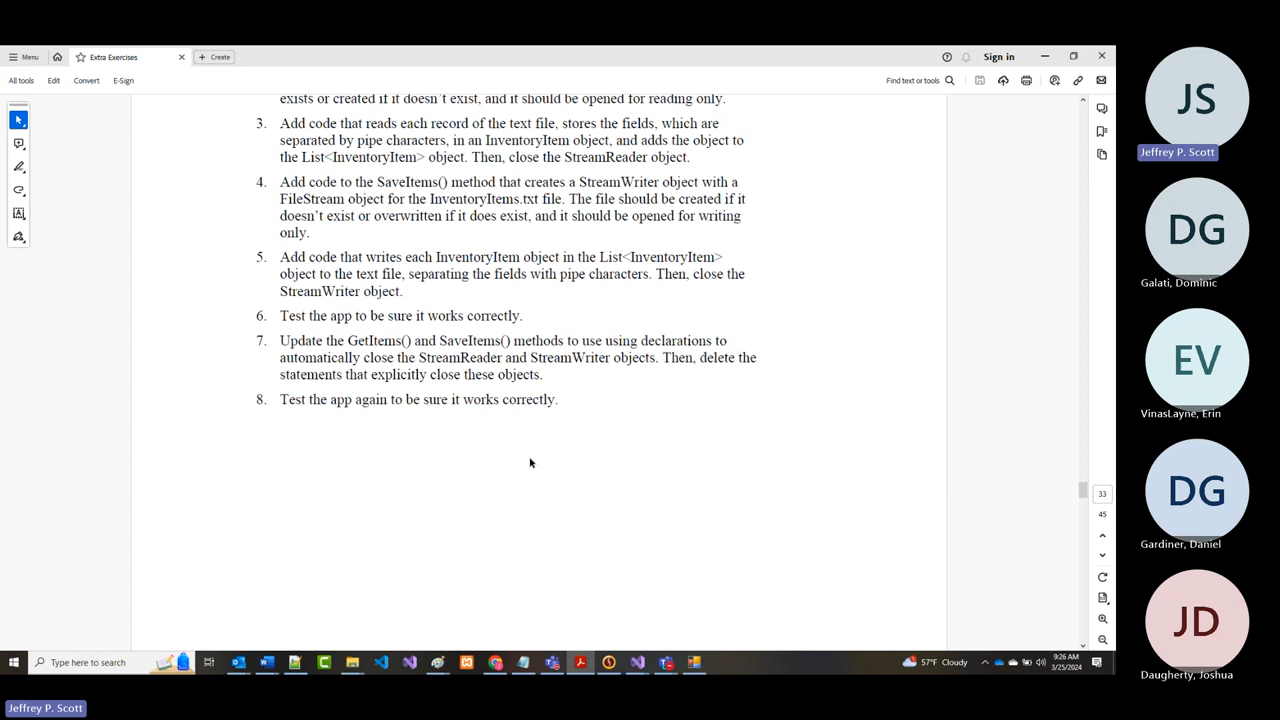 Menu
Extra Exercises
Create
Sign in
All tools
Edit
Convert
E-Sign
Find text or tools
exists or created if it doesn't exist, and it should be opened for reading only.
3. Add code that reads each record of the text file, stores the fields, which are
separated by pipe characters, in an InventoryItem object, and adds the object to
the List<InventoryItem> object. Then, close the StreamReader object.
4. Add code to the SaveItems() method that creates a StreamWriter object with a
FileStream object for the InventoryItems.txt file. The file should be created if it
doesn't exist or overwritten if it does exist, and it should be opened for writing
only.
5. Add code that writes each InventoryItem object in the List<InventoryItem>
object to the text file, separating the fields with pipe characters. Then, close the
StreamWriter object.
6. Test the app to be sure it works correctly.
7. Update the GetItems() and SaveItems() methods to use using declarations to
automatically close the StreamReader and StreamWriter objects. Then, delete the
statements that explicitly close these objects.
8. Test the app again to be sure it works correctly.
33
45
JS
Jeffrey P. Scott
DG
Galati, Dominic
EV
VinasLayne, Erin
DG
Gardiner, Daniel
JD
Daugherty, Joshua
Type here to search
57°F Cloudy
9:26 AM
3/25/2024
Jeffrey P. Scott